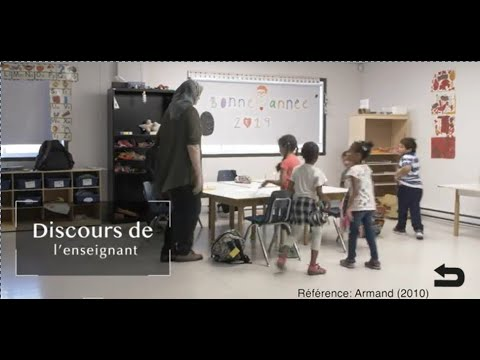 BONNE ANNÉE
2019
Discours de
l'enseignant
Référence: Armand (2010)